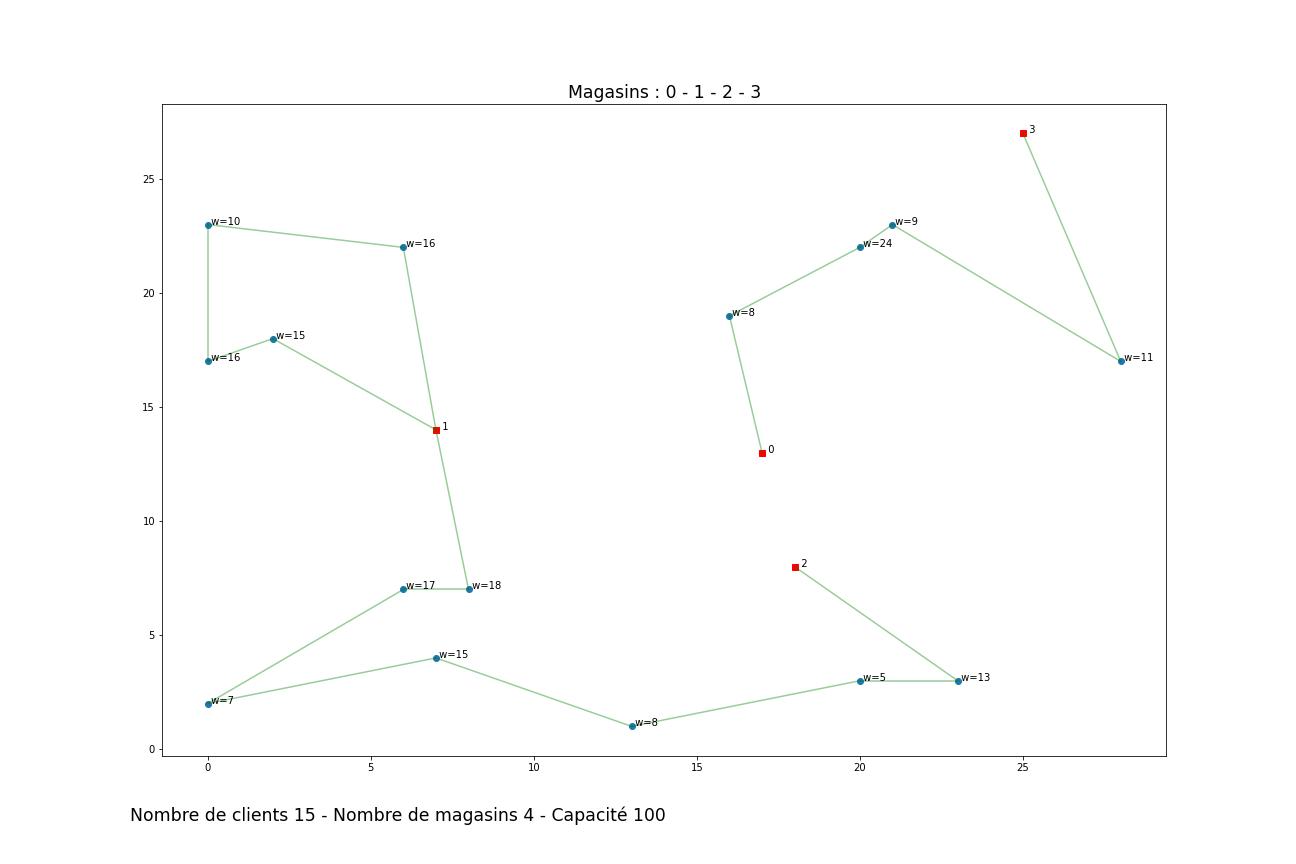 Magasins : 0 - 1 - 2 - 3
3
25
w=10
w=9
w=16
w=24
20
w=8
w=15
w=16
w=11
15
1
0
10
2
w=17
w=18
5
w=15
w=5
w=13
w=7
w=8
0
0 5 10 15 20 25
Nombre de clients 15 - Nombre de magasins 4 - Capacité 100